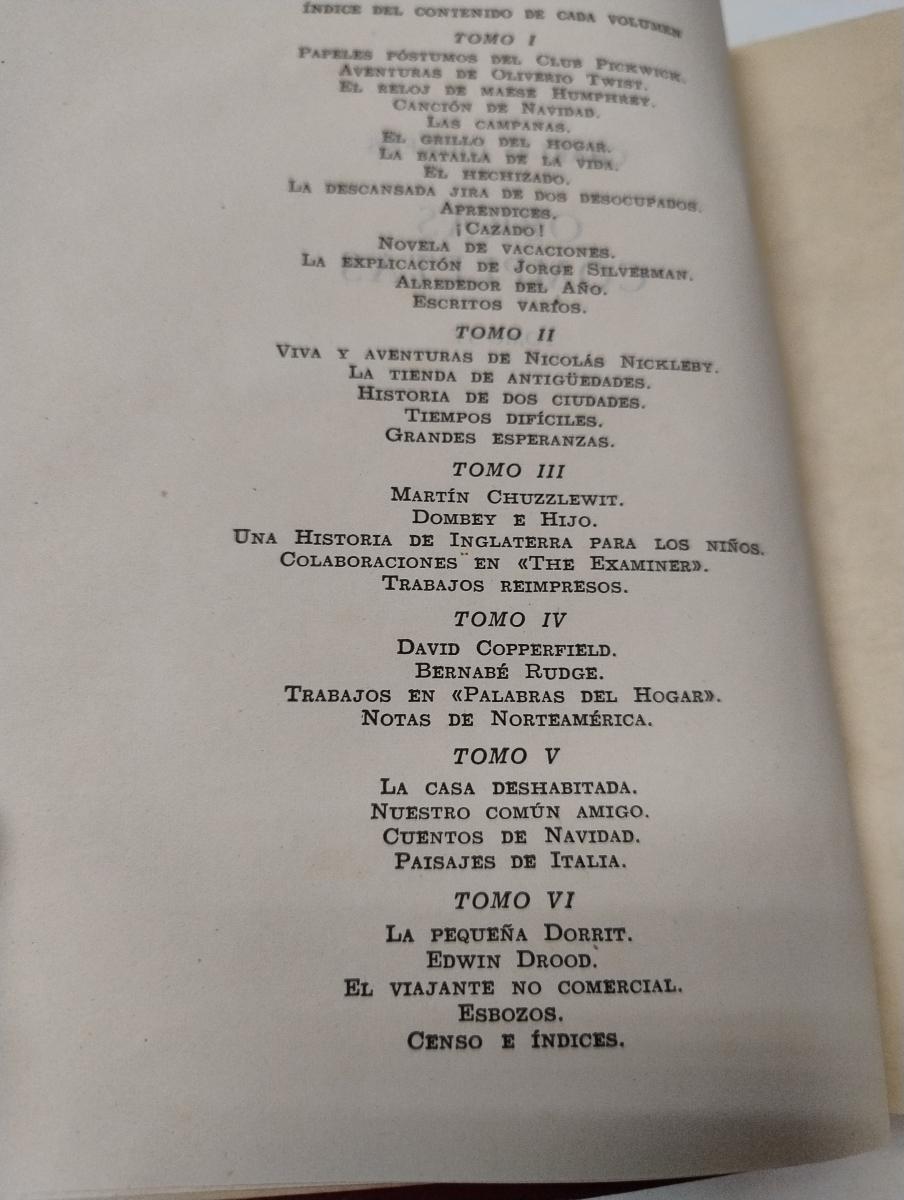 ÍNDICE DEL CONTENIDO DE CADA VOLUMEN
TOMO I
PAPELES PÓSTUMOS DEL CLUB PICKWICK.
AVENTURAS DE OLIVERIO TWIST.
EL RELOJ DE MAESE HUMPHREY.
CANCIÓN DE NAVIDAD.
LAS CAMPANAS.
EL GRILLO DEL HOGAR.
LA BATALLA DE LA VIDA.
EL HECHIZADO.
LA DESCANSADA JIRA DE DOS DESOCUPADOS.
APRENDICES.
¡CAZADO!
NOVELA DE VACACIONES.
LA EXPLICACIÓN DE JORGE SILVERMAN.
ALREDEDOR DEL AÑO.
ESCRITOS VARIOS.
TOMO II
VIVA Y AVENTURAS DE NICOLÁS NICKLEBY.
LA TIENDA DE ANTIGÜEDADES.
HISTORIA DE DOS CIUDADES.
TIEMPOS DIFÍCILES.
GRANDES ESPERANZAS.
TOMO III
MARTÍN CHUZZLEWIT.
DOMBEY E HIJO.
UNA HISTORIA DE INGLATERRA PARA LOS NIÑOS.
COLABORACIONES EN «THE EXAMINER».
TRABAJOS REIMPRESOS.
TOMO IV
DAVID COPPERFIELD.
BERNABÉ RUDGE.
TRABAJOS EN «PALABRAS DEL HOGAR».
NOTAS DE NORTEAMÉRICA.
TOMO V
LA CASA DESHABITADA.
NUESTRO COMÚN AMIGO.
CUENTOS DE NAVIDAD.
PAISAJES DE ITALIA.
TOMO VI
LA PEQUEÑA DORRIT.
EDWIN DROOD.
EL VIAJANTE NO COMERCIAL.
ESBOZOS.
CENSO E ÍNDICES.